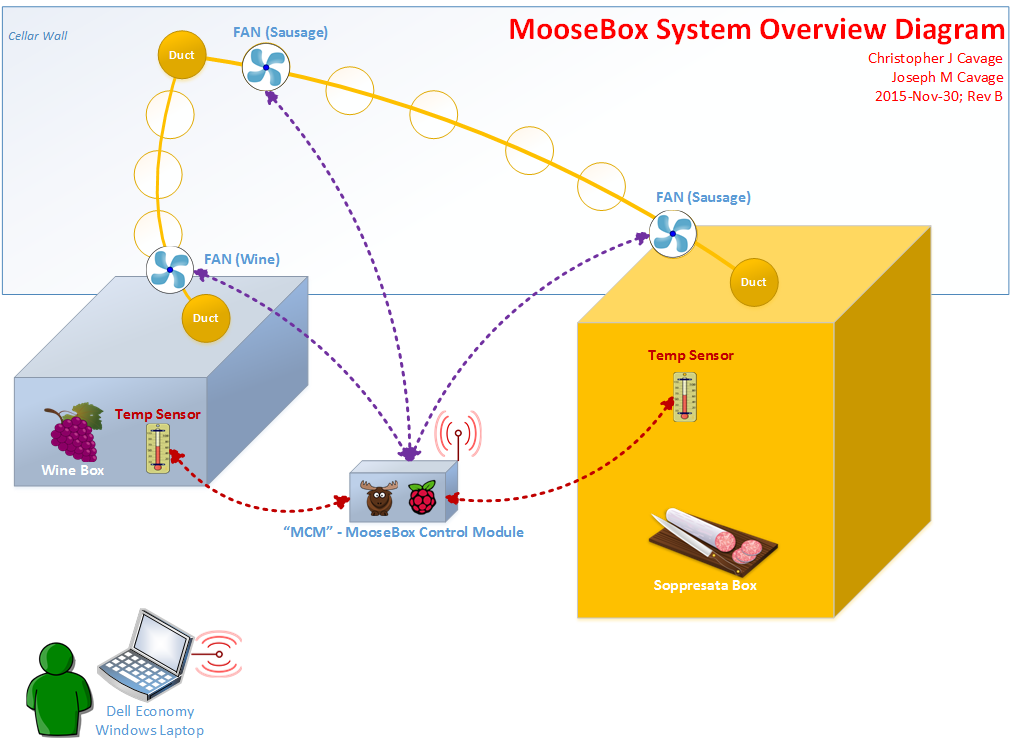 MooseBox System Overview Diagram
Christopher J Cavage
Joseph M Cavage
2015-Nov-30; Rev B
Cellar Wall
FAN (Sausage)
Duct
FAN (Sausage)
FAN (Wine)
Duct
Duct
Temp Sensor
Temp Sensor
Wine Box
"MCM" - MooseBox Control Module
Soppresata Box
Dell Economy
Windows Laptop